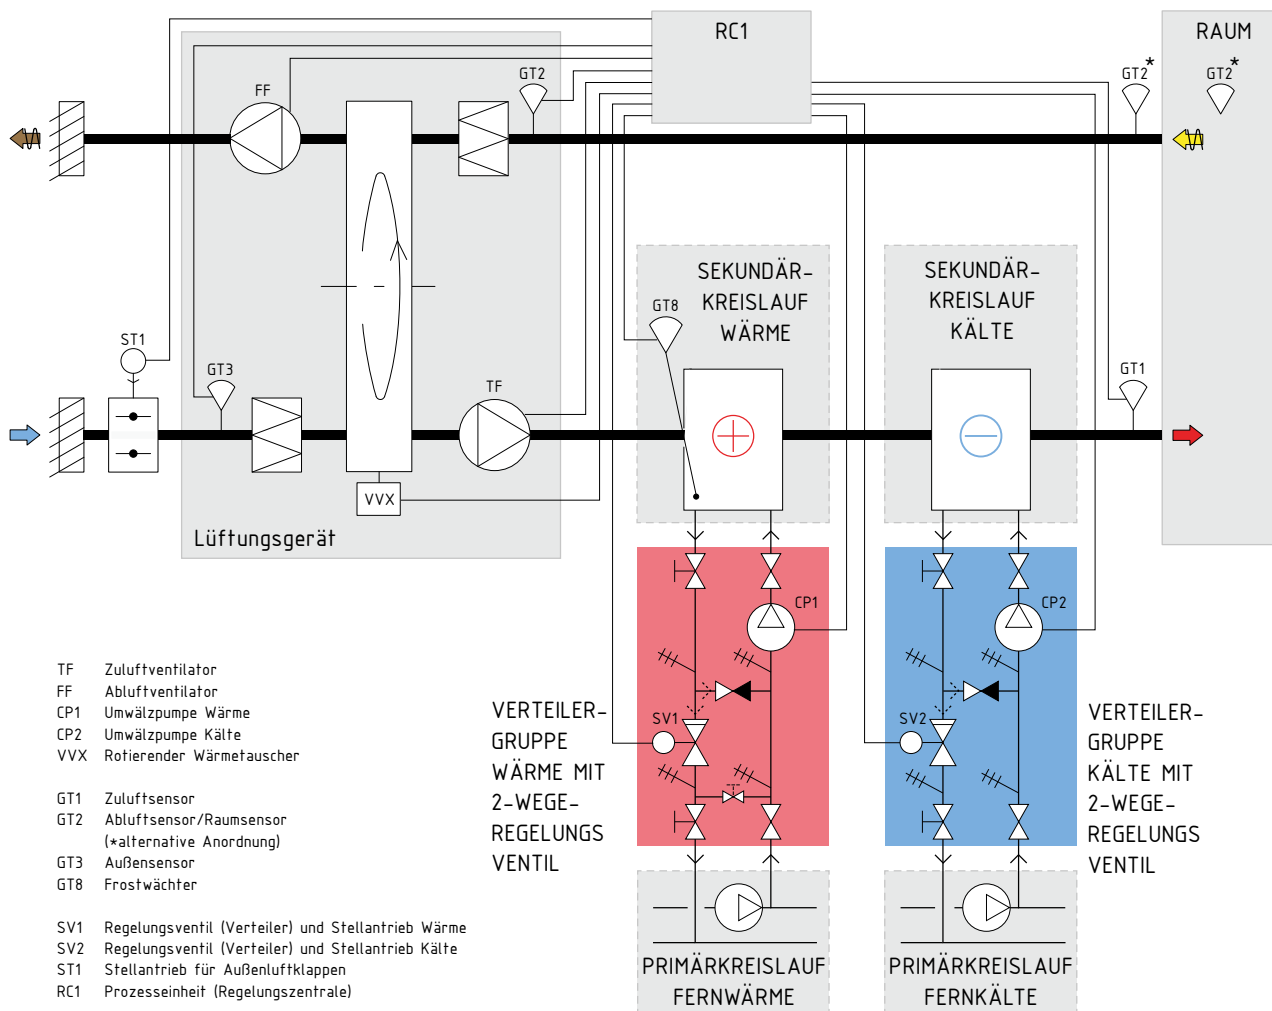 RC1
RAUM
FF
GT2
GT2*
GT2*
SEKUNDÄR-
KREISLAUF
WÄRME
SEKUNDÄR-
KREISLAUF
KÄLTE
GT8
ST1
GT3
TF
GT1
VVX
Lüftungsgerät
CP1
CP2
SV1
SV2
VERTEILER-
GRUPPE
WÄRME MIT
2-WEGE-
REGELUNGS
VENTIL
VERTEILER-
GRUPPE
KÄLTE MIT
2-WEGE-
REGELUNGS
VENTIL
PRIMÄRKREISLAUF
FERNWÄRME
PRIMÄRKREISLAUF
FERNKÄLTE
TF Zuluftventilator
FF Abluftventilator
CP1 Umwälzpumpe Wärme
CP2 Umwälzpumpe Kälte
VVX Rotierender Wärmetauscher
GT1 Zuluftsensor
GT2 Abluftsensor/Raumsensor
(*alternative Anordnung)
GT3 Außensensor
GT8 Frostwächter
SV1 Regelungsventil (Verteiler) und Stellantrieb Wärme
SV2 Regelungsventil (Verteiler) und Stellantrieb Kälte
ST1 Stellantrieb für Außenluftklappen
RC1 Prozesseinheit (Regelungszentrale)